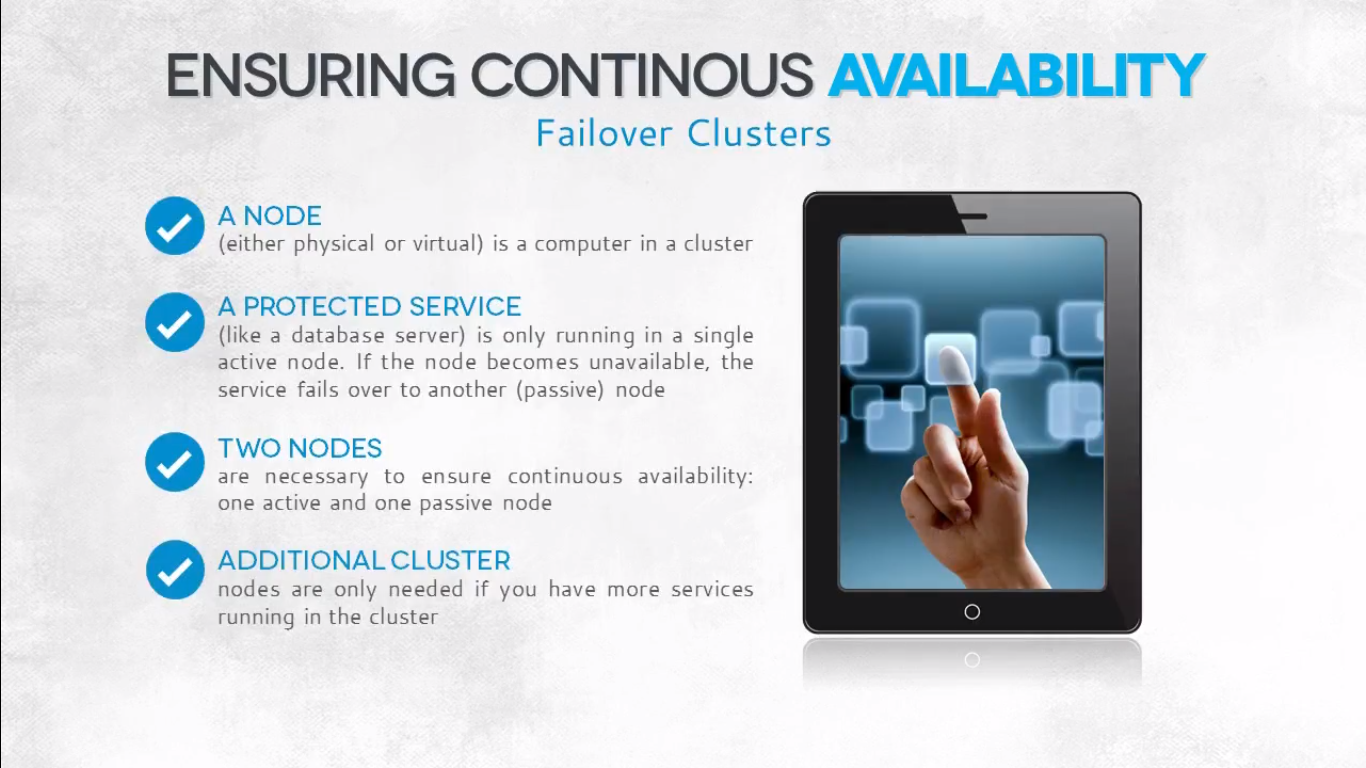 ENSURING CONTINOUS AVAILABILITY
Failover Clusters
A NODE
(either physical or virtual) is a computer in a cluster
A PROTECTED SERVICE
(like a database server) is only running in a single
active node. If the node becomes unavailable, the
service fails over to another (passive) node
TWO NODES
are necessary to ensure continuous availability:
one active and one passive node
ADDITIONAL CLUSTER
nodes are only needed if you have more services
running in the cluster